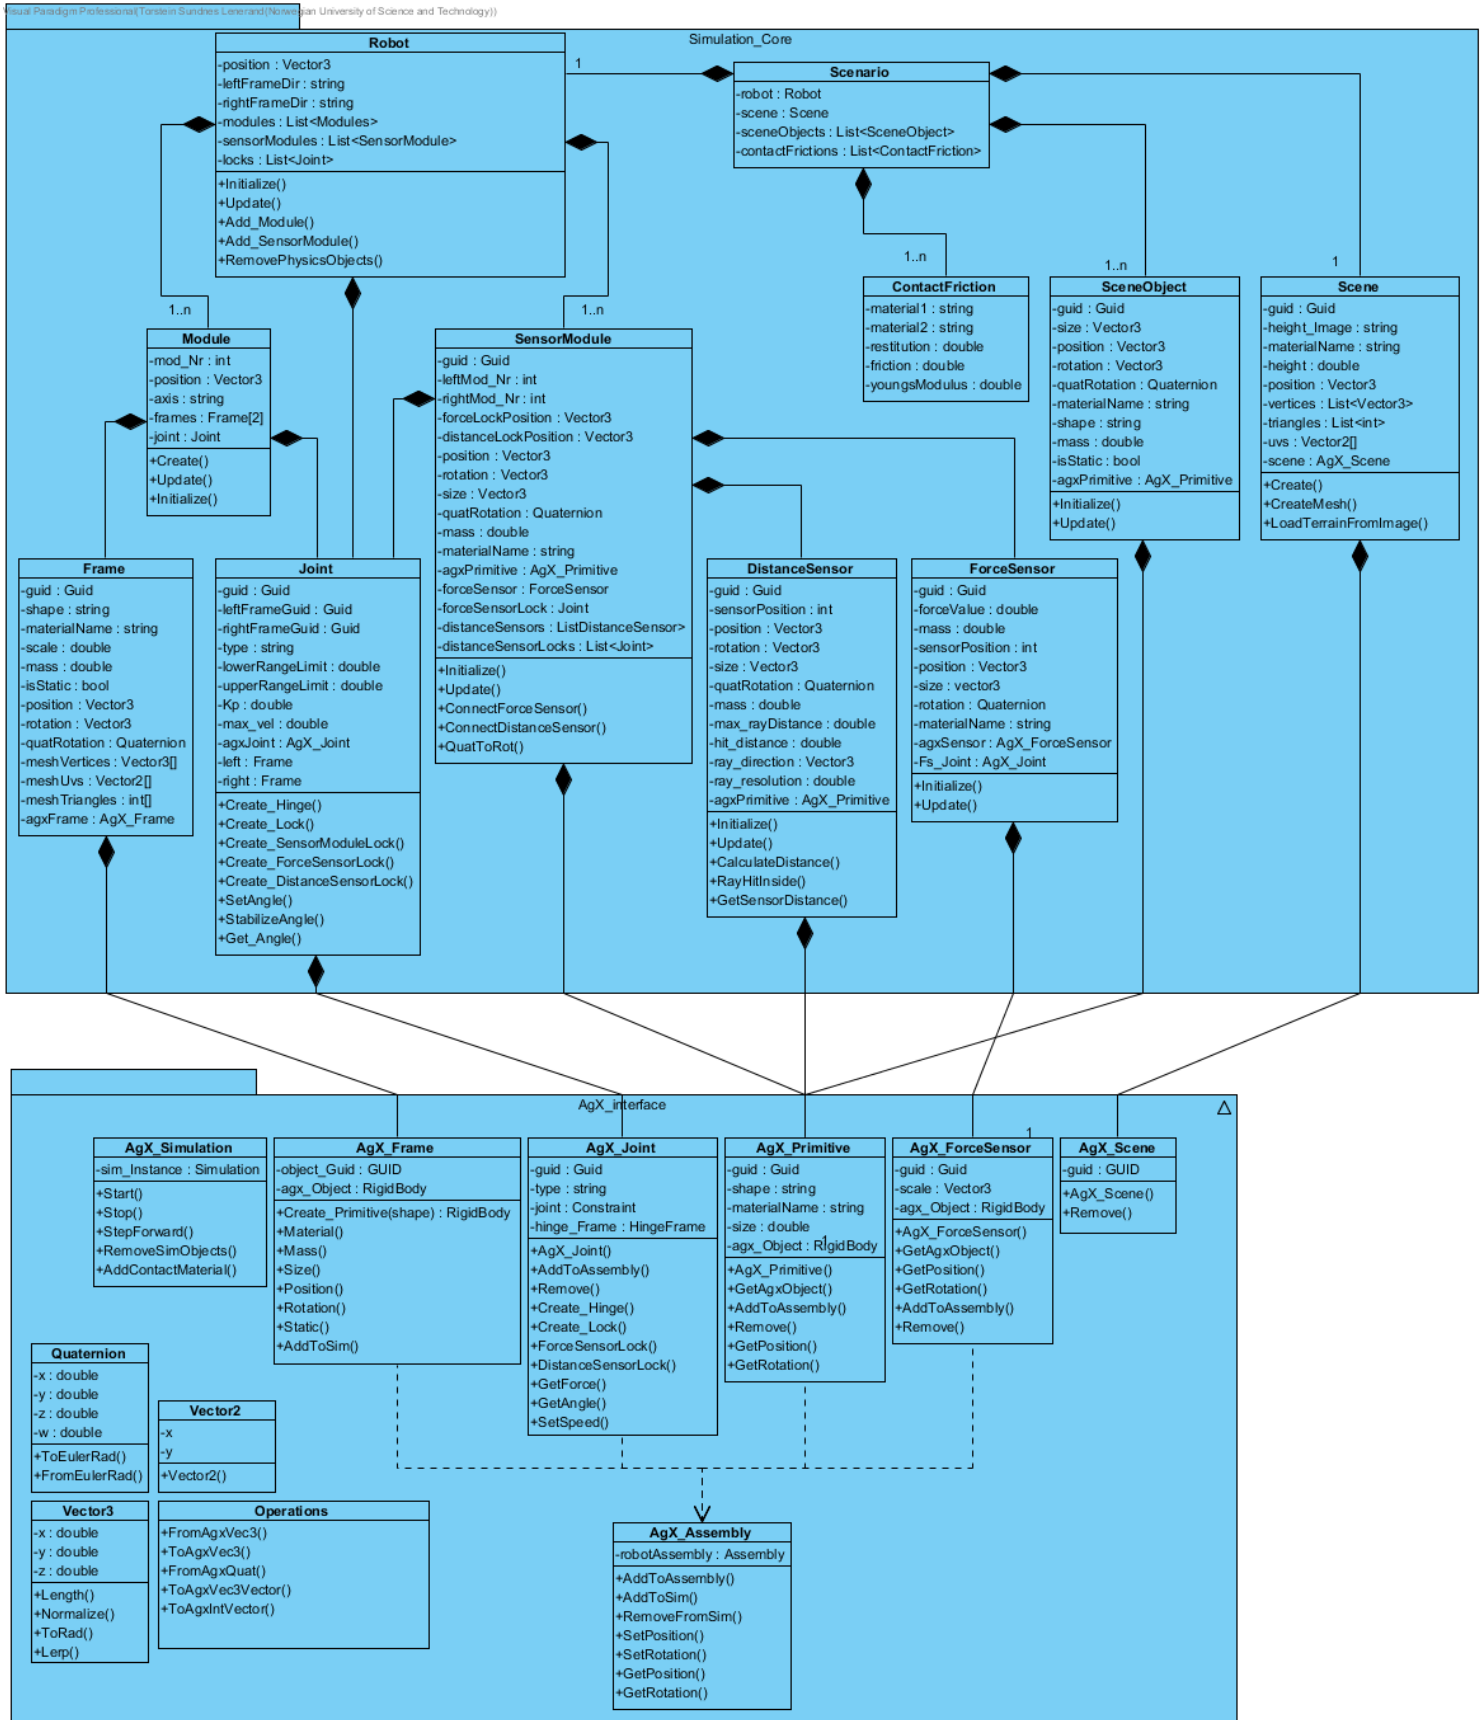 Visual Paradigm Professional(Torstein Sundnes Lenerand(Norwegian University of Science and Technology))
Simulation_Core
Robot
-position : Vector3
-leftFrameDir : string
-rightFrameDir : string
-modules : List<Modules>
-sensorModules : List<SensorModule>
-locks : List<Joint>
+Initialize()
+Update()
+Add_Module()
+Add_SensorModule()
+RemovePhysicsObjects()
1
Scenario
-robot : Robot
-scene : Scene
-sceneObjects : List<SceneObject>
-contactFrictions : List<ContactFriction>
1..n
1..n
1..n
1..n
1
Module
-mod_Nr : int
-position : Vector3
-axis : string
-frames : Frame[2]
-joint : Joint
+Create()
+Update()
+Initialize()
SensorModule
-guid : Guid
-leftMod_Nr : int
-rightMod_Nr : int
-forceLockPosition : Vector3
-distanceLockPosition : Vector3
-position : Vector3
-rotation : Vector3
-size : Vector3
-quatRotation : Quaternion
-mass : double
-materialName : string
-agxPrimitive : AgX_Primitive
-forceSensor : ForceSensor
-forceSensorLock : Joint
-distanceSensors : ListDistanceSensor>
-distanceSensorLocks : List<Joint>
+Initialize()
+Update()
+ConnectForceSensor()
+ConnectDistanceSensor()
+QuatToRot()
ContactFriction
-material1 : string
-material2 : string
-restitution : double
-friction : double
-youngsModulus : double
SceneObject
-guid : Guid
-size : Vector3
-position : Vector3
-rotation : Vector3
-quatRotation : Quaternion
-materialName : string
-shape : string
-mass : double
-isStatic : bool
-agxPrimitive : AgX_Primitive
+Initialize()
+Update()
Scene
-guid : Guid
-height_Image : string
-materialName : string
-height : double
-position : Vector3
-vertices : List<Vector3>
-triangles : List<int>
-uvs : Vector2[]
-scene : AgX_Scene
+Create()
+CreateMesh()
+LoadTerrainFromImage()
Frame
-guid : Guid
-shape : string
-materialName : string
-scale : double
-mass : double
-isStatic : bool
-position : Vector3
-rotation : Vector3
-quatRotation : Quaternion
-meshVertices : Vector3[]
-meshUvs : Vector2[]
-meshTriangles : int[]
-agxFrame : AgX_Frame
Joint
-guid : Guid
-leftFrameGuid : Guid
-rightFrameGuid : Guid
-type : string
-lowerRangeLimit : double
-upperRangeLimit : double
-Kp : double
-max_vel : double
-agxJoint : AgX_Joint
-left : Frame
-right : Frame
+Create_Hinge()
+Create_Lock()
+Create_SensorModuleLock()
+Create_ForceSensorLock()
+Create_DistanceSensorLock()
+SetAngle()
+StabilizeAngle()
+Get_Angle()
DistanceSensor
-guid : Guid
-sensorPosition : int
-position : Vector3
-rotation : Vector3
-size : Vector3
-quatRotation : Quaternion
-mass : double
-max_rayDistance : double
-hit_distance : double
-ray_direction : Vector3
-ray_resolution : double
-agxPrimitive : AgX_Primitive
+Initialize()
+Update()
+CalculateDistance()
+RayHitInside()
+GetSensorDistance()
ForceSensor
-guid : Guid
-forceValue : double
-mass : double
-sensorPosition : int
-position : Vector3
-size : vector3
-rotation : Quaternion
-materialName : string
-agxSensor : AgX_ForceSensor
-Fs_Joint : AgX_Joint
+Initialize()
+Update()
AgX_interface
AgX_Simulation
-sim_Instance : Simulation
+Start()
+Stop()
+StepForward()
+RemoveSimObjects()
+AddContactMaterial()
AgX_Frame
-object_Guid : GUID
-agx_Object : RigidBody
+Create_Primitive(shape) : RigidBody
+Material()
+Mass()
+Size()
+Position()
+Rotation()
+Static()
+AddToSim()
AgX_Joint
-guid : Guid
-type : string
-joint : Constraint
-hinge_Frame : HingeFrame
+AgX_Joint()
+AddToAssembly()
+Remove()
+Create_Hinge()
+Create_Lock()
+ForceSensorLock()
+DistanceSensorLock()
+GetForce()
+GetAngle()
+SetSpeed()
AgX_Primitive
-guid : Guid
-shape : string
-materialName : string
-size : double
1
-agx_Object : RigidBody
+AgX_Primitive()
+GetAgxObject()
+AddToAssembly()
+Remove()
+GetPosition()
+GetRotation()
1
AgX_ForceSensor
-guid : Guid
-scale : Vector3
-agx_Object : RigidBody
+AgX_ForceSensor()
+GetAgxObject()
+GetPosition()
+GetRotation()
+AddToAssembly()
+Remove()
AgX_Scene
-guid : GUID
+AgX_Scene()
+Remove()
Quaternion
-x : double
-y : double
-z : double
-w : double
+ToEulerRad()
+FromEulerRad()
Vector2
-x
-y
+Vector2()
Vector3
-x : double
-y : double
-z : double
+Length()
+Normalize()
+ToRad()
+Lerp()
Operations
+FromAgxVec3()
+ToAgxVec3()
+FromAgxQuat()
+ToAgxVec3Vector()
+ToAgxIntVector()
AgX_Assembly
-robotAssembly : Assembly
+AddToAssembly()
+AddToSim()
+RemoveFromSim()
+SetPosition()
+SetRotation()
+GetPosition()
+GetRotation()